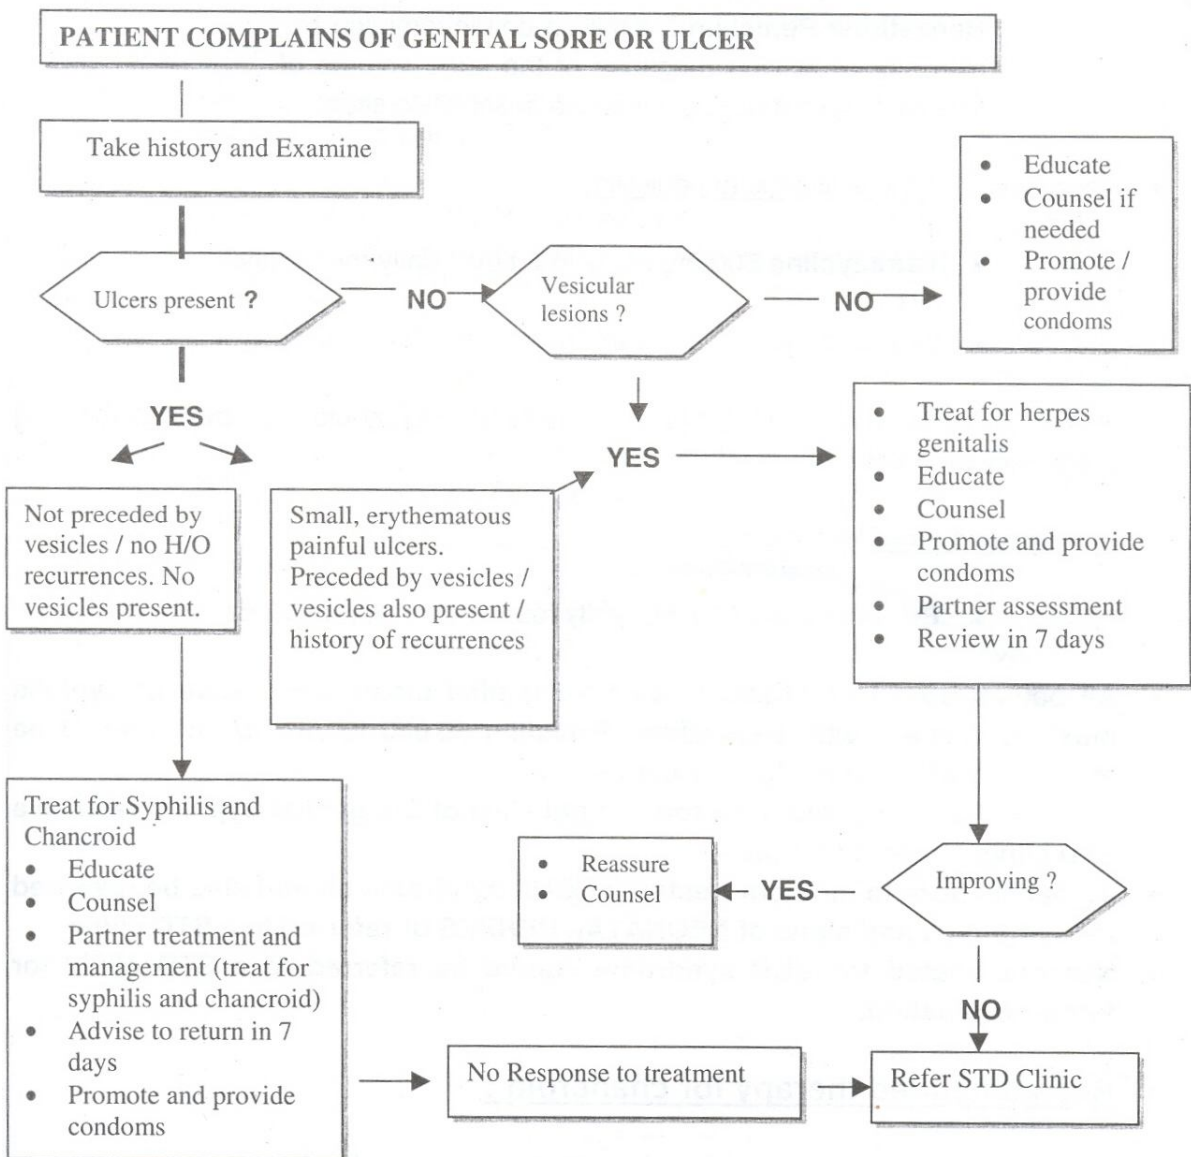 PATIENT COMPLAINS OF GENITAL SORE OR ULCER
Take history and Examine
Ulcers present ?
NO
Vesicular
lesions ?
NO
• Educate
• Counsel if
needed
• Promote /
provide
condoms
YES
YES
• Treat for herpes
genitalis
• Educate
• Counsel
• Promote and provide
condoms
• Partner assessment
• Review in 7 days
Not preceded by
vesicles / no H/O
recurrences. No
vesicles present.
Small, erythematous
painful ulcers.
Preceded by vesicles /
vesicles also present /
history of recurrences
Treat for Syphilis and
Chancroid
• Educate
• Counsel
• Partner treatment and
management (treat for
syphilis and chancroid)
• Advise to return in 7
days
• Promote and provide
condoms
• Reassure
• Counsel
YES
Improving ?
NO
No Response to treatment
Refer STD Clinic